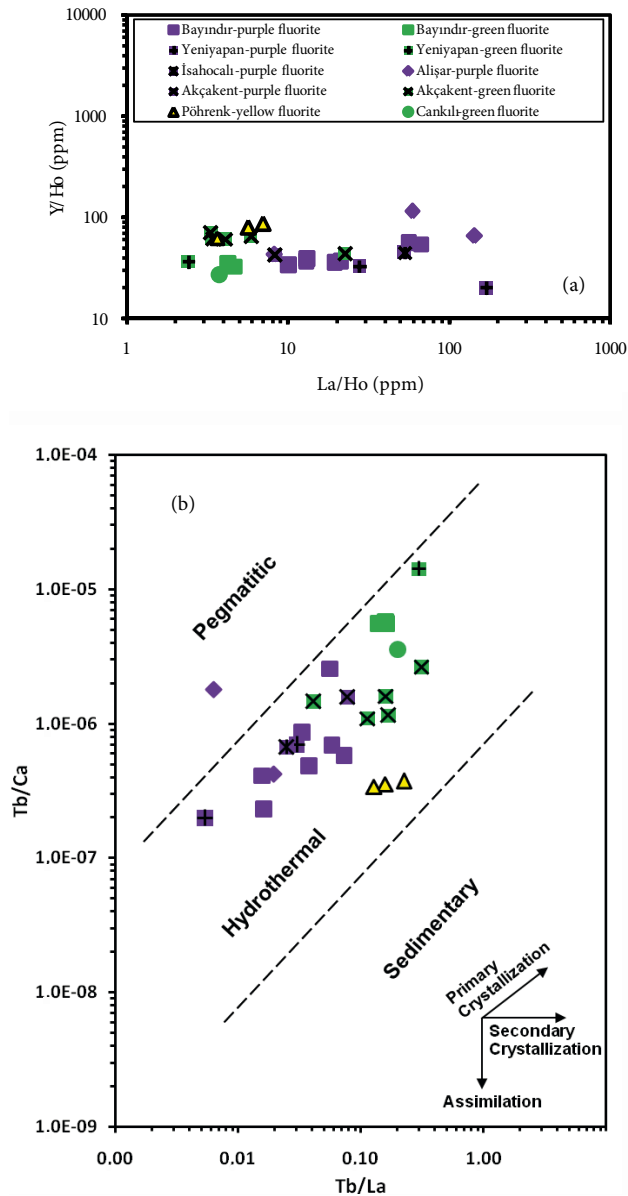 10000
1000
100
10
Y/Ho (ppm)
Bayındır-purple fluorite Bayındır-green fluorite
Yeniyapan-purple fluorite Yeniyapan-green fluorite
İsahocalı-purple fluorite Alişar-purple fluorite
Akçakent-purple fluorite Akçakent-green fluorite
Pöhrenk-yellow fluorite Cankılı-green fluorite
(a)
1 10 100 1000
La/Ho (ppm)
1.0E-04
1.0E-05
1.0E-06
1.0E-07
1.0E-08
1.0E-09
Tb/Ca
(b)
Pegmatitic
Hydrothermal
Sedimentary
Primary
Crystallization
Secondary
Crystallization
Assimilation
0.00 0.01 0.10 1.00
Tb/La